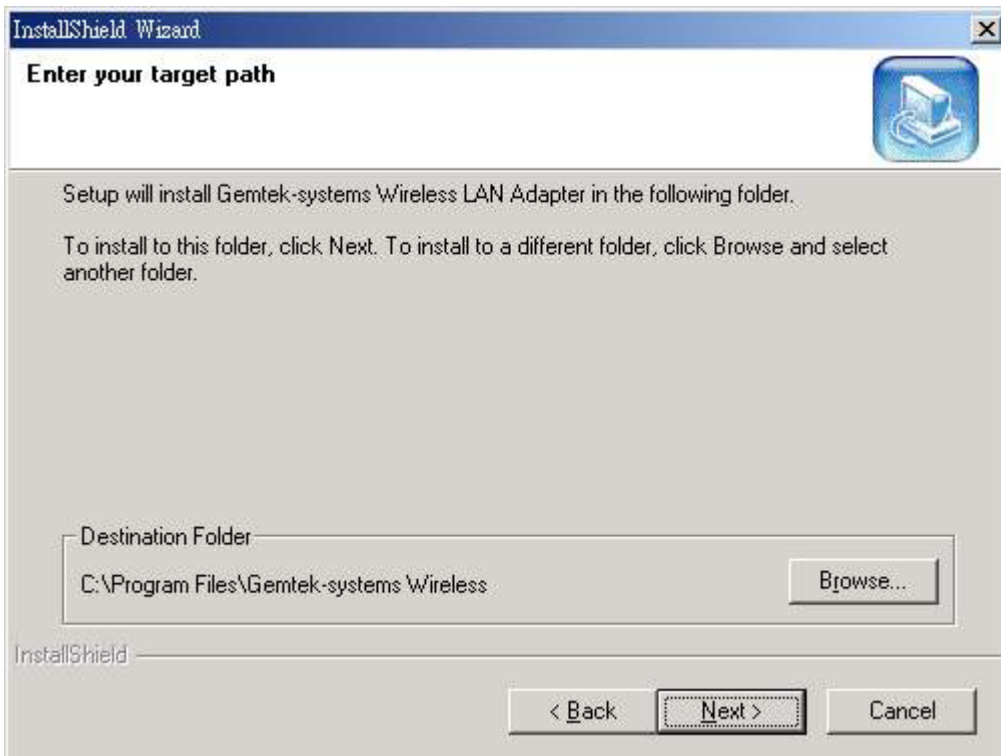 InstallShield Wizard
Enter your target path
Setup will install Gemtek-systems Wireless LAN Adapter in the following folder.
To install to this folder, click Next. To install to a different folder, click Browse and select
another folder.
Destination Folder
C:\Program Files\Gemtek-systems Wireless
Browse...
InstallShield
< Back
Next >
Cancel